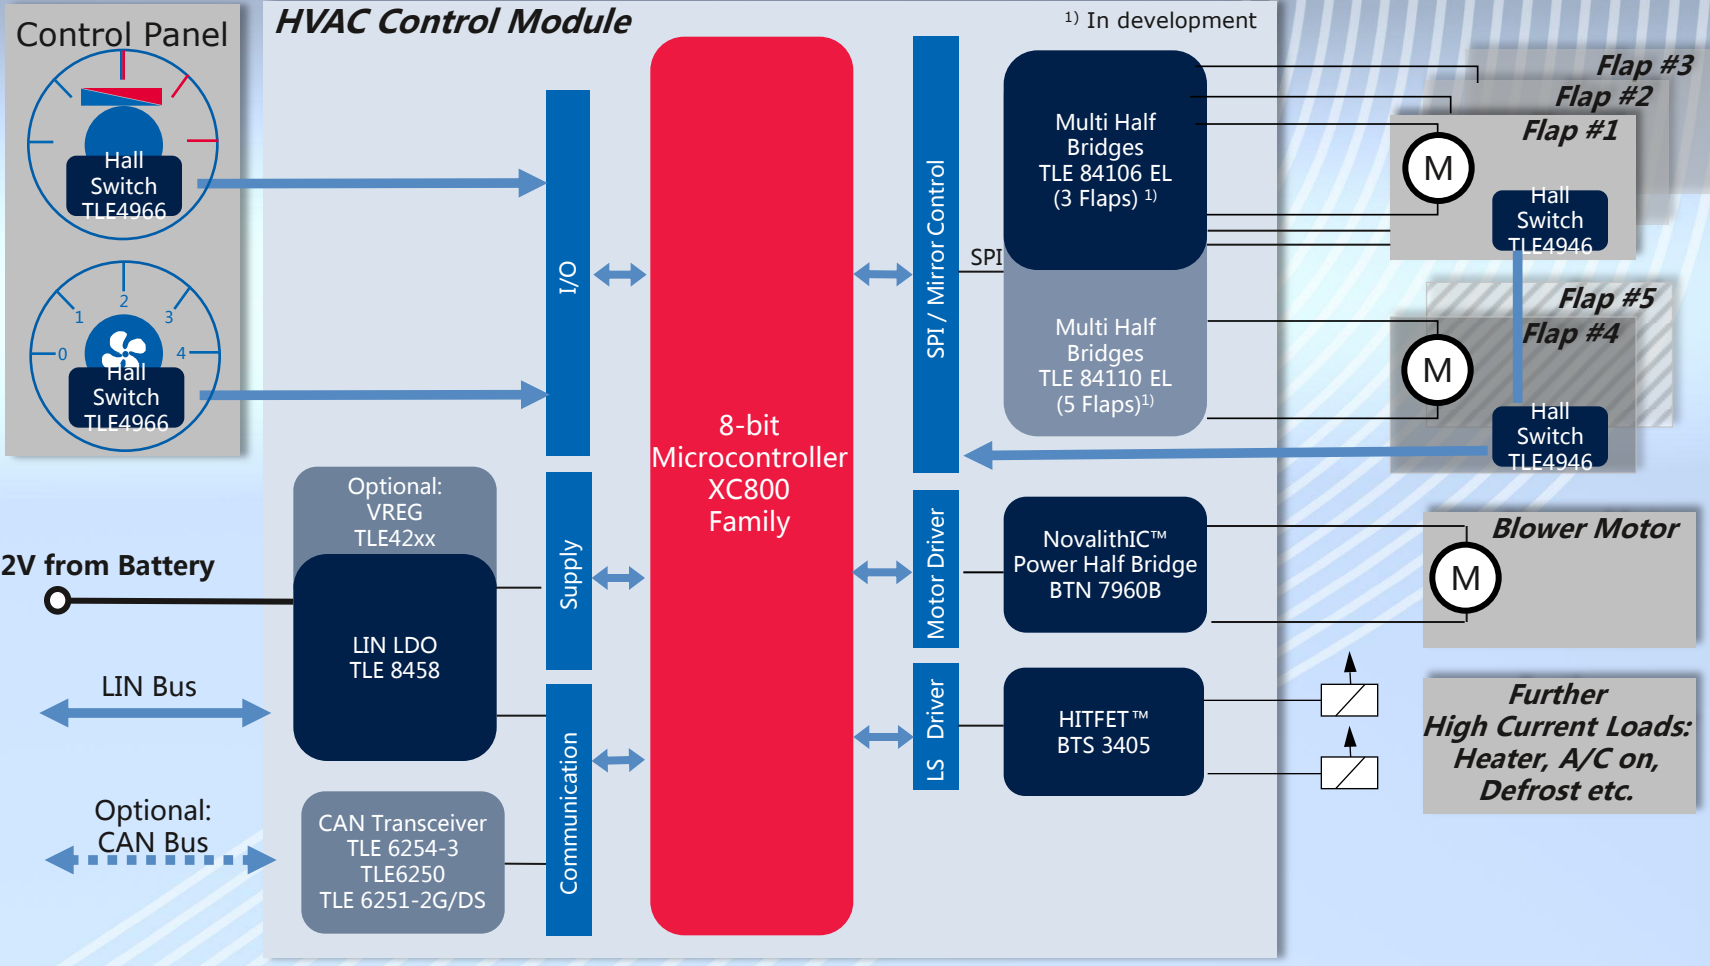 Control Panel
Hall
Switch
TLE4966
0
1
2
3
4
Hall
Switch
TLE4966
2V from Battery
LIN Bus
Optional:
CAN Bus
HVAC Control Module
1) In development
I/O
Optional:
VREG
TLE42xx
LIN LDO
TLE 8458
Supply
CAN Transceiver
TLE 6254-3
TLE6250
TLE 6251-2G/DS
Communication
8-bit
Microcontroller
XC800
Family
SPI / Mirror Control
SPI
Multi Half
Bridges
TLE 84106 EL
(3 Flaps) 1)
Multi Half
Bridges
TLE 84110 EL
(5 Flaps)1)
Motor Driver
NovalithIC™
Power Half Bridge
BTN 7960B
LS Driver
HITFET™
BTS 3405
Flap #3
Flap #2
Flap #1
M
Hall
Switch
TLE4946
Flap #5
Flap #4
M
Hall
Switch
TLE4946
Blower Motor
M
Further
High Current Loads:
Heater, A/C on,
Defrost etc.